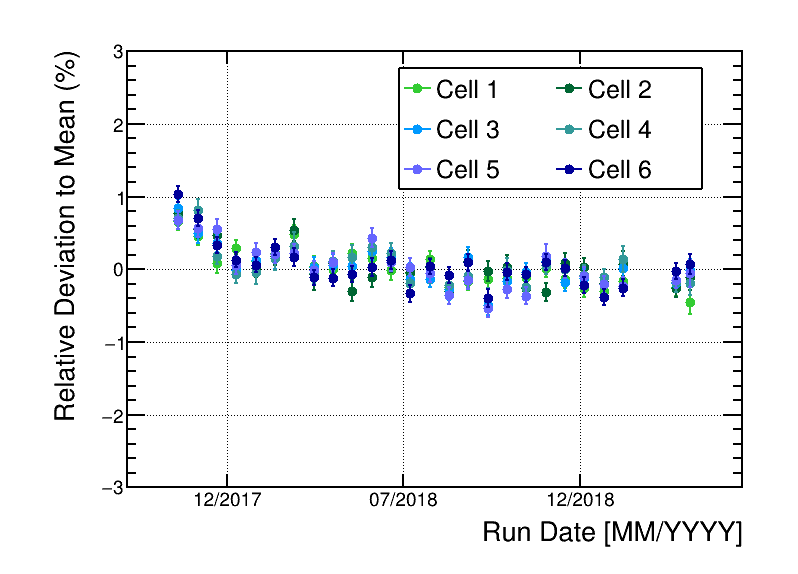 Relative Deviation to Mean (%)
3
2
1
0
−1
−2
−3
Cell 1 Cell 2
Cell 3 Cell 4
Cell 5 Cell 6
12/2017 07/2018 12/2018
Run Date [MM/YYYY]